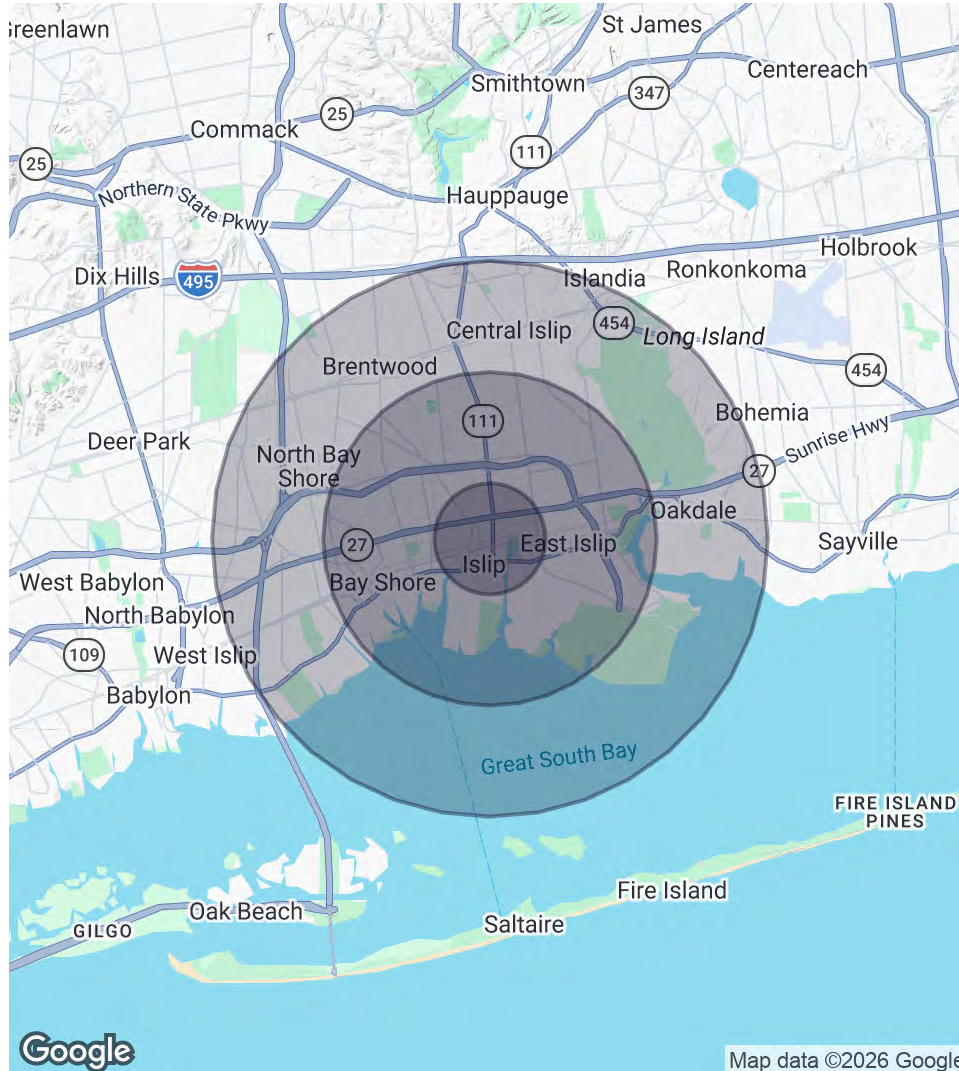 Greenlawn
St James
Centereach
Smithtown
347
25
Commack
111
25
Northern State Pkwy
Hauppauge
Holbrook
Dix Hills
495
Islandia
Ronkonkoma
Central Islip
454
Long Island
Brentwood
454
111
Bohemia
Deer Park
Sunrise Hwy
North Bay
Shore
27
Oakdale
27
East Islip
Sayville
Islip
West Babylon
Bay Shore
North Babylon
109
West Islip
Babylon
Great South Bay
FIRE ISLAND
PINES
Fire Island
Oak Beach
Saltaire
GILGO
Google
Map data ©2026 Google